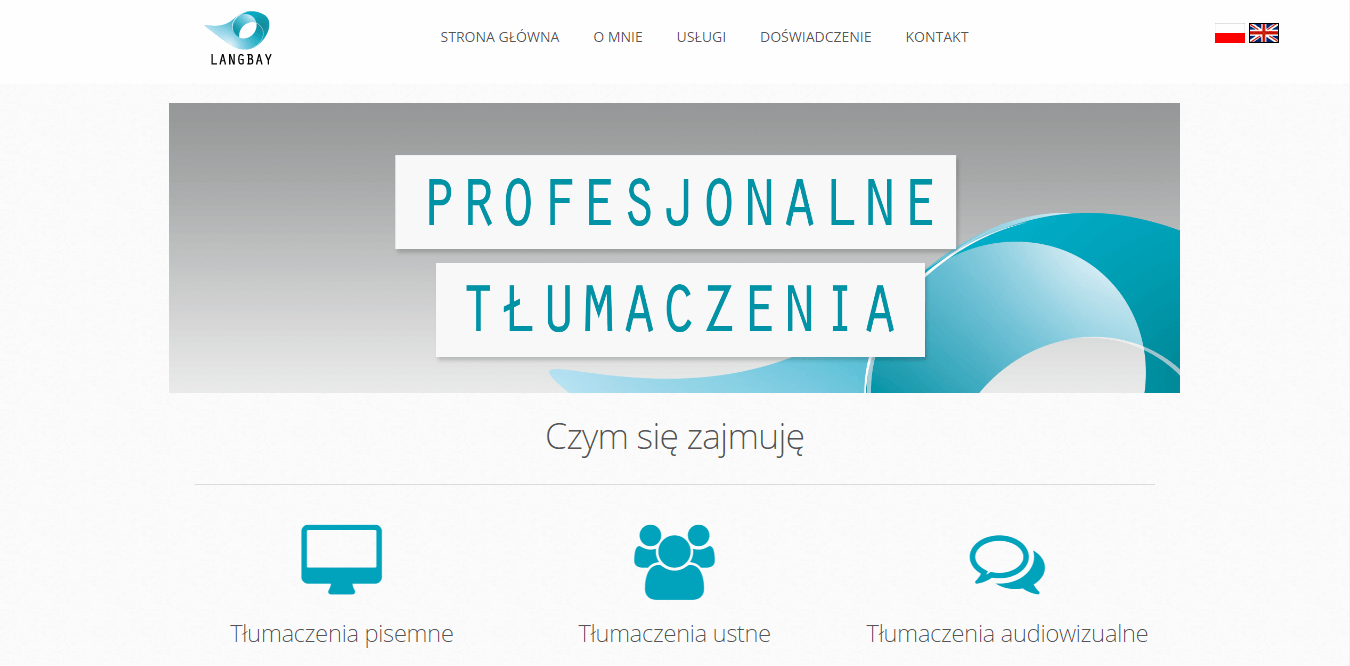 LANGBAY
STRONA GŁÓWNA
O MNIE
USŁUGI
DOŚWIADCZENIE
KONTAKT
PROFESJONALNE
TŁUMACZENIA
Czym się zajmuję
Tłumaczenia pisemne
Tłumaczenia ustne
Tłumaczenia audiowizualne